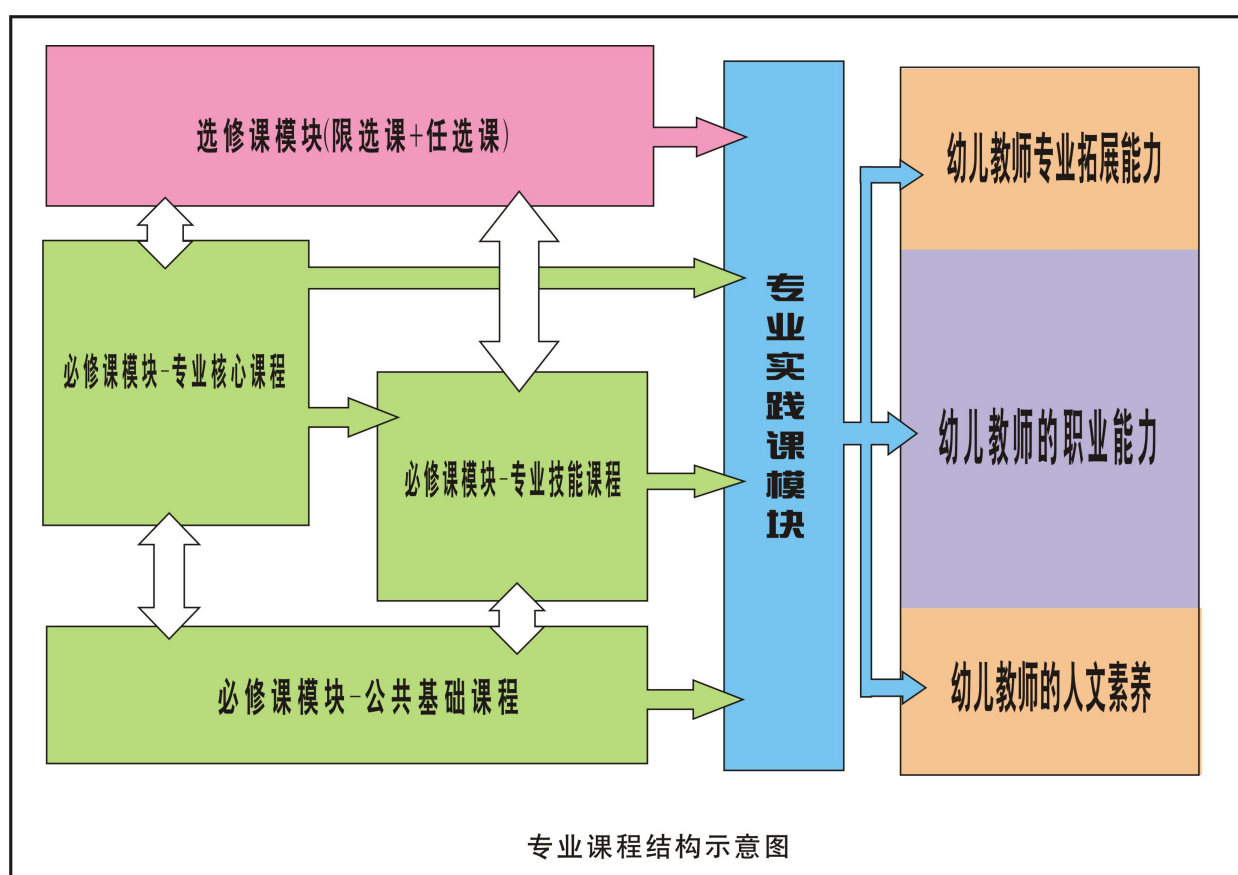 选修课模块(限选课+任选课)
必修课模块-专业核心课程
必修课模块-专业技能课程
必修课模块-公共基础课程
专业实践课模块
幼儿教师专业拓展能力
幼儿教师的职业能力
幼儿教师的人文素养
专业课程结构示意图